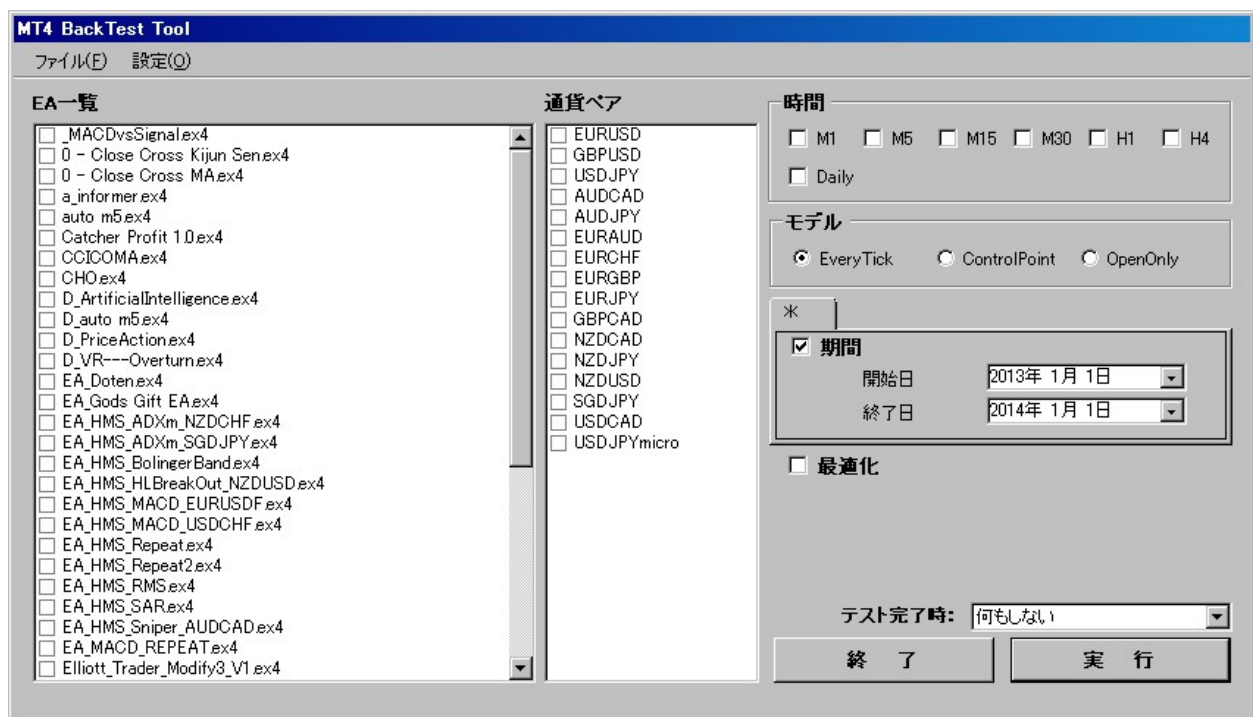 MT4 BackTest Tool
ファイル(F) 設定(O)
EA一覧
_MACDvsSignal.ex4
0 - Close Cross Kijun Sen.ex4
0 - Close Cross MA.ex4
a_informer.ex4
auto m5.ex4
Catcher Profit 1.0.ex4
CCICOMA.ex4
CHO.ex4
D_ArtificialIntelligence.ex4
D_auto m5.ex4
D_PriceAction.ex4
D_VR---Overturn.ex4
EA_Doten.ex4
EA_Gods Gift EA.ex4
EA_HMS_ADXm_NZDCHF.ex4
EA_HMS_ADXm_SGDJPY.ex4
EA_HMS_BolingerBand.ex4
EA_HMS_HLBreakOut_NZDUSD.ex4
EA_HMS_MACD_EURUSDF.ex4
EA_HMS_MACD_USDCHF.ex4
EA_HMS_Repeat.ex4
EA_HMS_Repeat2.ex4
EA_HMS_RMS.ex4
EA_HMS_SAR.ex4
EA_HMS_Sniper_AUDCAD.ex4
EA_MACD_REPEAT.ex4
Elliott_Trader_Modify3_V1.ex4
通貨ペア
EURUSD
GBPUSD
USDJPY
AUDCAD
AUDJPY
EURAUD
EURCHF
EURGBP
EURJPY
GBPCAD
NZDCAD
NZDJPY
NZDUSD
SGDJPY
USDCAD
USDJPYmicro
時間
M1 M5 M15 M30 H1 H4
Daily
モデル
EveryTick ControlPoint OpenOnly
米
期間
開始日 2013年 1月 1日
終了日 2014年 1月 1日
最適化
テスト完了時: 何もしない
終 了 実 行